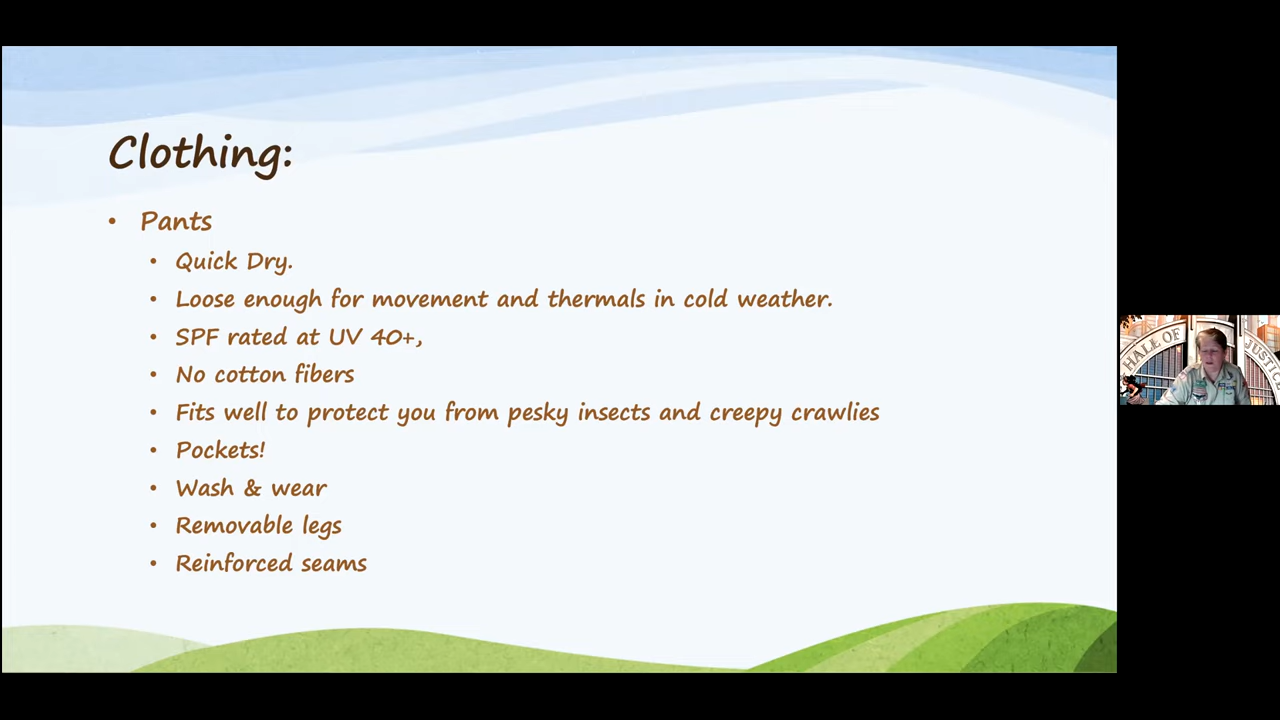 Clothing:
• Pants
• Quick Dry.
• Loose enough for movement and thermals in cold weather.
• SPF rated at UV 40+,
• No cotton fibers
• Fits well to protect you from pesky insects and creepy crawlies
• Pockets!
• Wash & wear
• Removable legs
• Reinforced seams
HALL OF JUSTICE